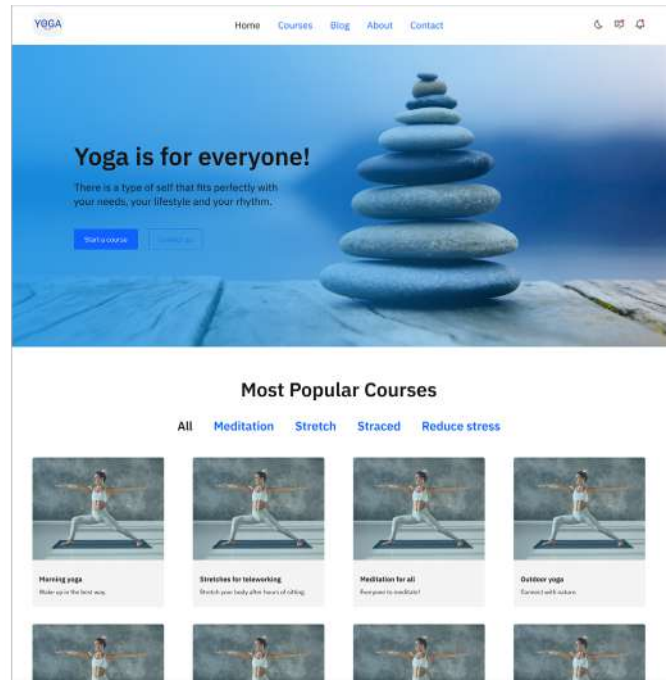 YOGA
Home Courses Blog About Contact
Yoga is for everyone!
There is a type of self that fits perfectly with
your needs, your lifestyle and your rhythm.
Start a course
Contact us
Most Popular Courses
All Meditation Stretch Straced Reduce stress
Morning yoga
Wake up in the best way.
Stretches for teleworking
Stretch your body after hours of sitting.
Meditation for all
Everyone to meditate!
Outdoor yoga
Connect with nature.